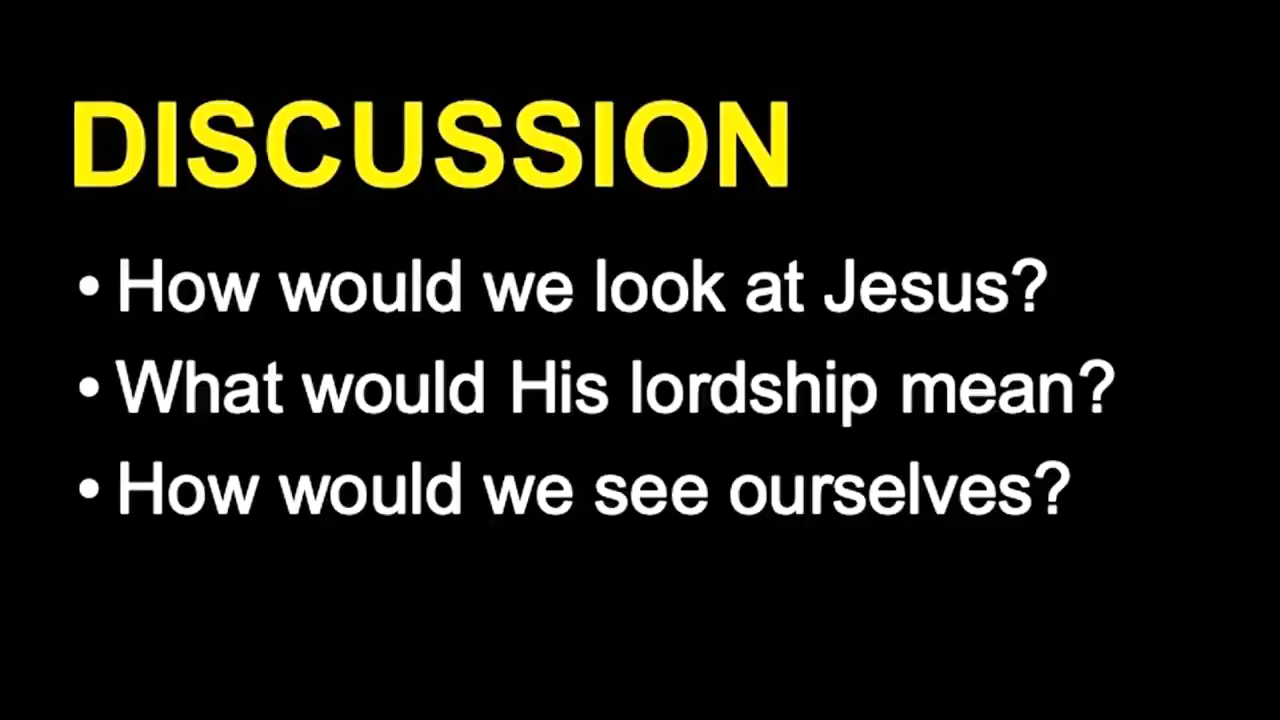 DISCUSSION
• How would we look at Jesus?
• What would His lordship mean?
• How would we see ourselves?